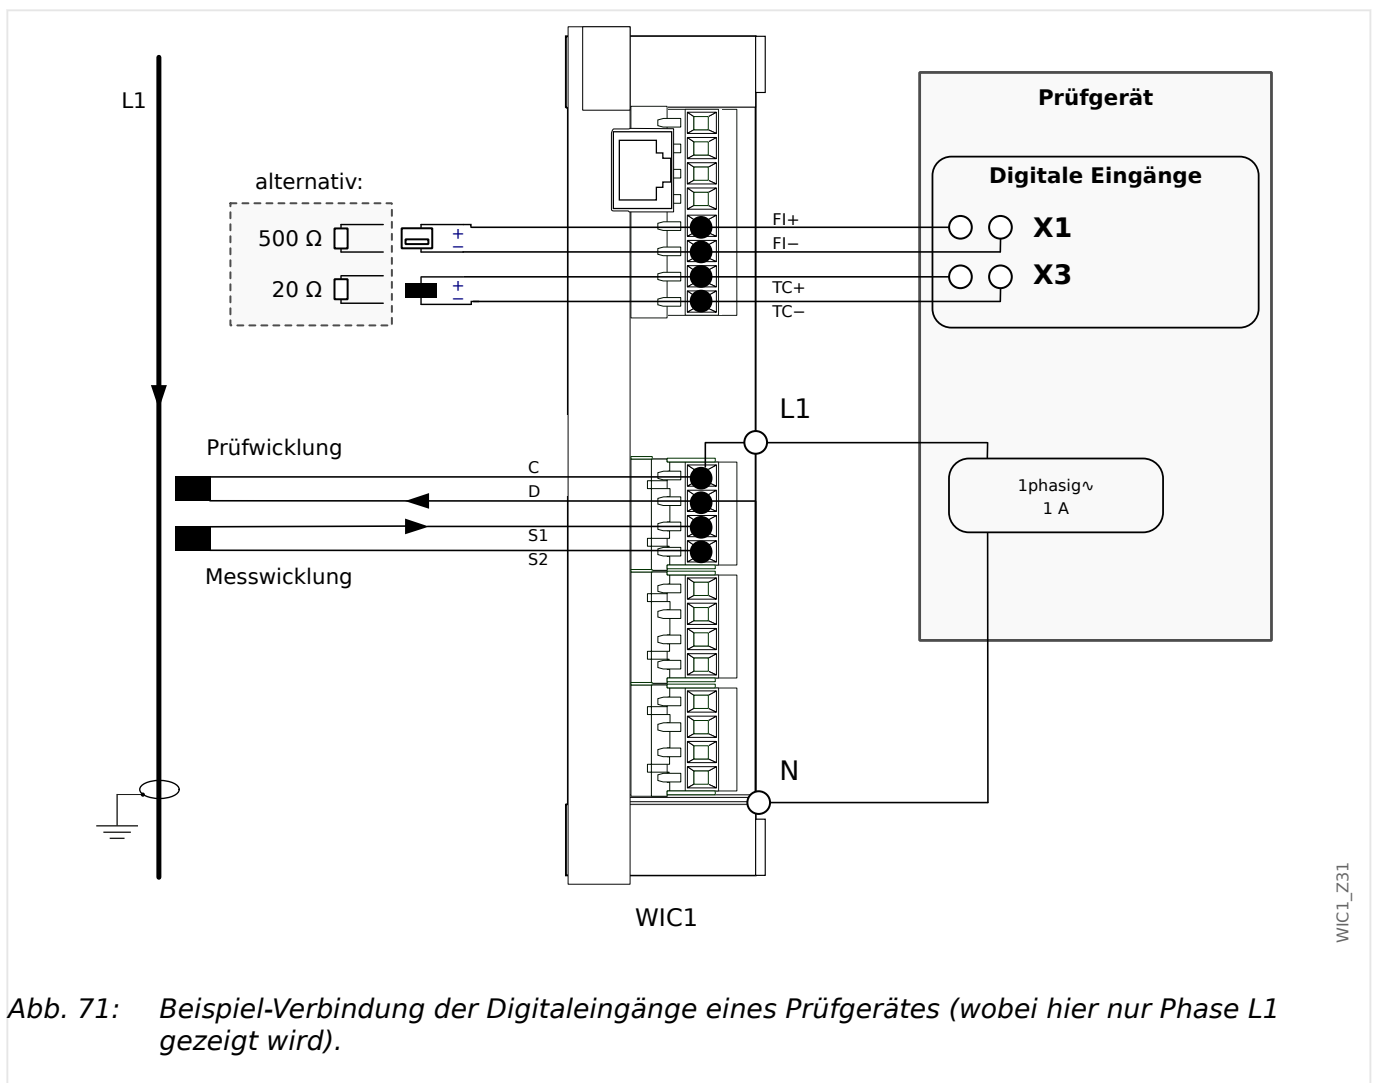 L1
Prüfgerät
Digitale Eingänge
alternativ:
500 Ω
+
−
FI+
FI−
X1
20 Ω
+
−
TC+
TC−
X3
L1
Prüfwicklung
C
D
S1
S2
Messwicklung
1phasig∿
1 A
N
WIC1
WIC1_Z31
Abb. 71: Beispiel-Verbindung der Digitaleingänge eines Prüfgerätes (wobei hier nur Phase L1
gezeigt wird).